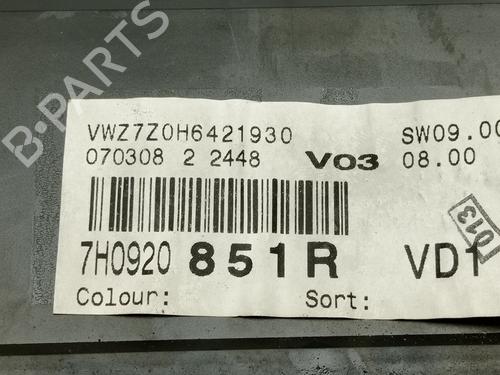 VWZ7Z0H6421930 SW09.00
070308 2 2448 V03 08.00
7H0920 851R VD1
013
Colour: Sort:
B-PARTS